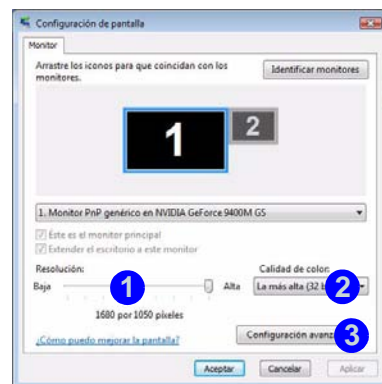 Configuración de pantalla
Monitor
Arrastre los iconos para que coincidan con los
monitores.
Identificar monitores
1
2
1. Monitor PnP genérico en NVIDIA GeForce 9400M GS
Éste es el monitor principal
Extender el escritorio a este monitor
Resolución:
Calidad de color:
Baja
1
Alta
La más alta (32 b
2
1680 por 1050 píxeles
¿Cómo puedo mejorar la pantalla?
Configuración avanz
3
Aceptar
Cancelar
Aplicar